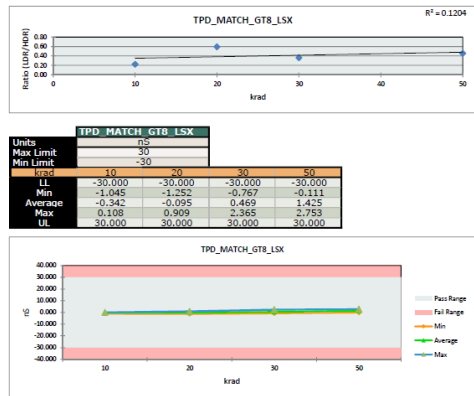 TPD_MATCH_GT8_LSX
R² = 0.1204
Ratio (LDR/HDR)
0.80
0.60
0.40
0.20
0.00
0 10 20 30 40 50
krad
TPD_MATCH_GT8_LSX
Units nS
Max Limit 30
Min Limit -30
krad 10 20 30 50
LL -30.000 -30.000 -30.000 -30.000
Min -1.045 -1.252 -0.767 -0.111
Average -0.342 -0.095 0.469 1.425
Max 0.108 0.909 2.365 2.753
UL 30.000 30.000 30.000 30.000
TPD_MATCH_GT8_LSX
nS
40.000
30.000
20.000
10.000
0.000
-10.000
-20.000
-30.000
-40.000
10 20 30 50
krad
Pass Range
Fail Range
Min
Average
Max